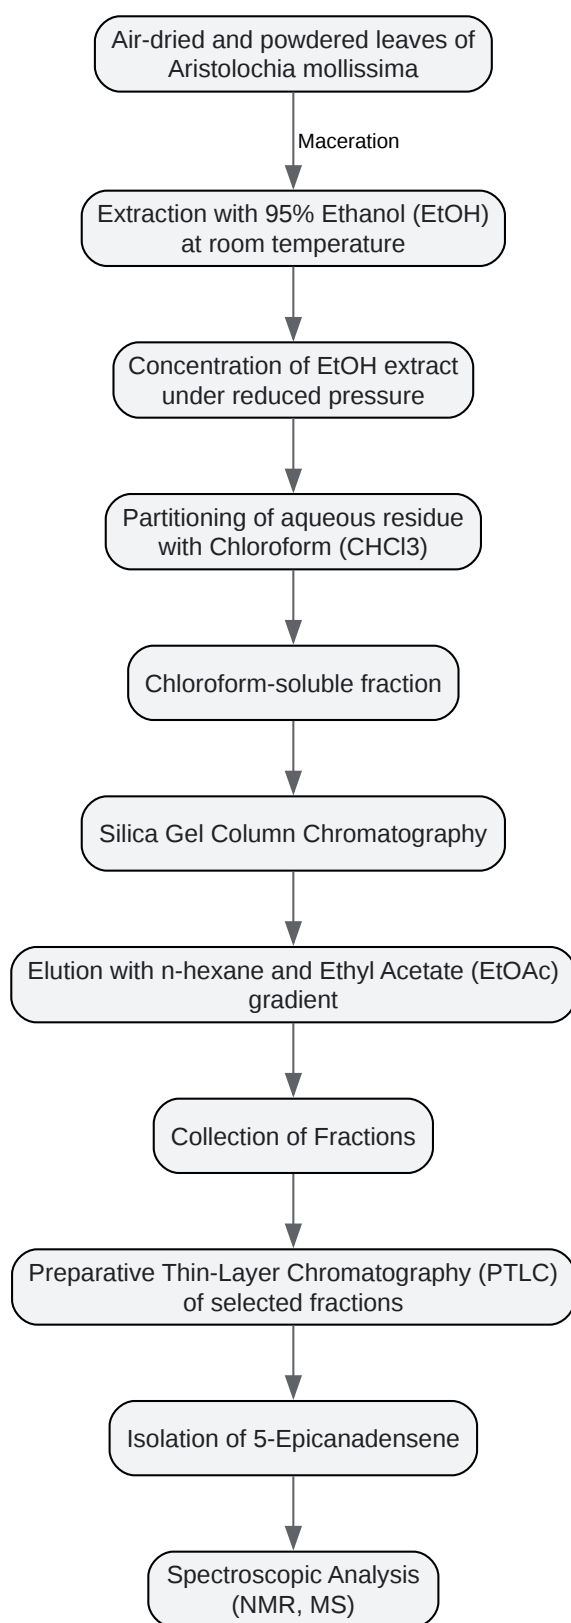 Air-dried and powdered leaves of
Aristolochia mollissima
Maceration
Extraction with 95% Ethanol (EtOH)
at room temperature
Concentration of EtOH extract
under reduced pressure
Partitioning of aqueous residue
with Chloroform (CHCl3)
Chloroform-soluble fraction
Silica Gel Column Chromatography
Elution with n-hexane and Ethyl Acetate (EtOAc)
gradient
Collection of Fractions
Preparative Thin-Layer Chromatography (PTLC)
of selected fractions
Isolation of 5-Epicanadensene
Spectroscopic Analysis
(NMR, MS)